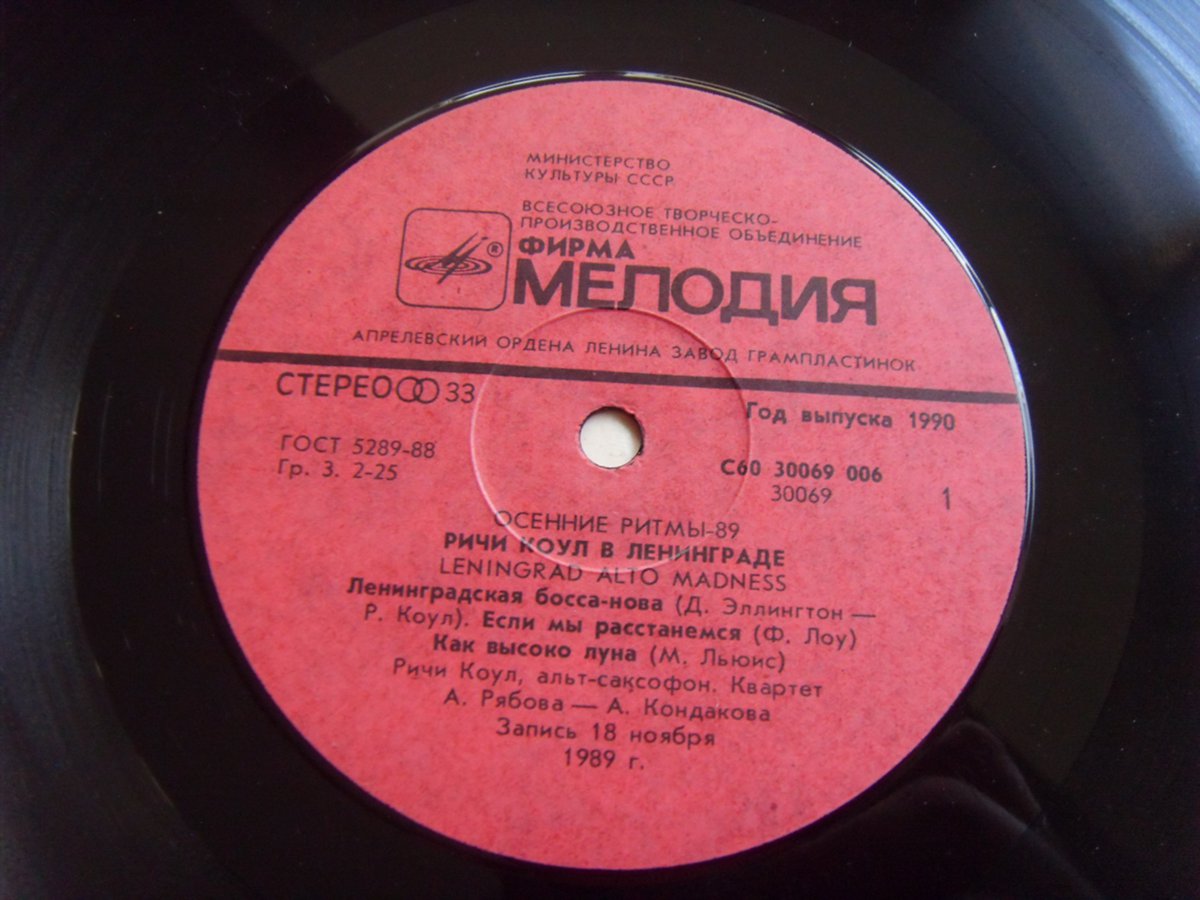 МИНИСТЕРСТВО
КУЛЬТУРЫ СССР
ВСЕСОЮЗНОЕ ТВОРЧЕСКО-
ПРОИЗВОДСТВЕННОЕ ОБЪЕДИНЕНИЕ
ФИРМА
®
МЕЛОДИЯ
АПРЕЛЕВСКИЙ ОРДЕНА ЛЕНИНА ЗАВОД ГРАМПЛАСТИНОК
СТЕРЕО 33
Год выпуска 1990
ГОСТ 5289-88
Гр. 3. 2-25
С60 30069 006
30069
1
ОСЕННИЕ РИТМЫ-89
РИЧИ КОУЛ В ЛЕНИНГРАДЕ
LENINGRAD ALTO MADNESS
Ленинградская босса-нова (Д. Эллингтон —
Р. Коул). Если мы расстанемся (Ф. Лоу)
Как высоко луна (М. Льюис)
Ричи Коул, альт-саксофон. Квартет
А. Рябова — А. Кондакова
Запись 18 ноября
1989 г.